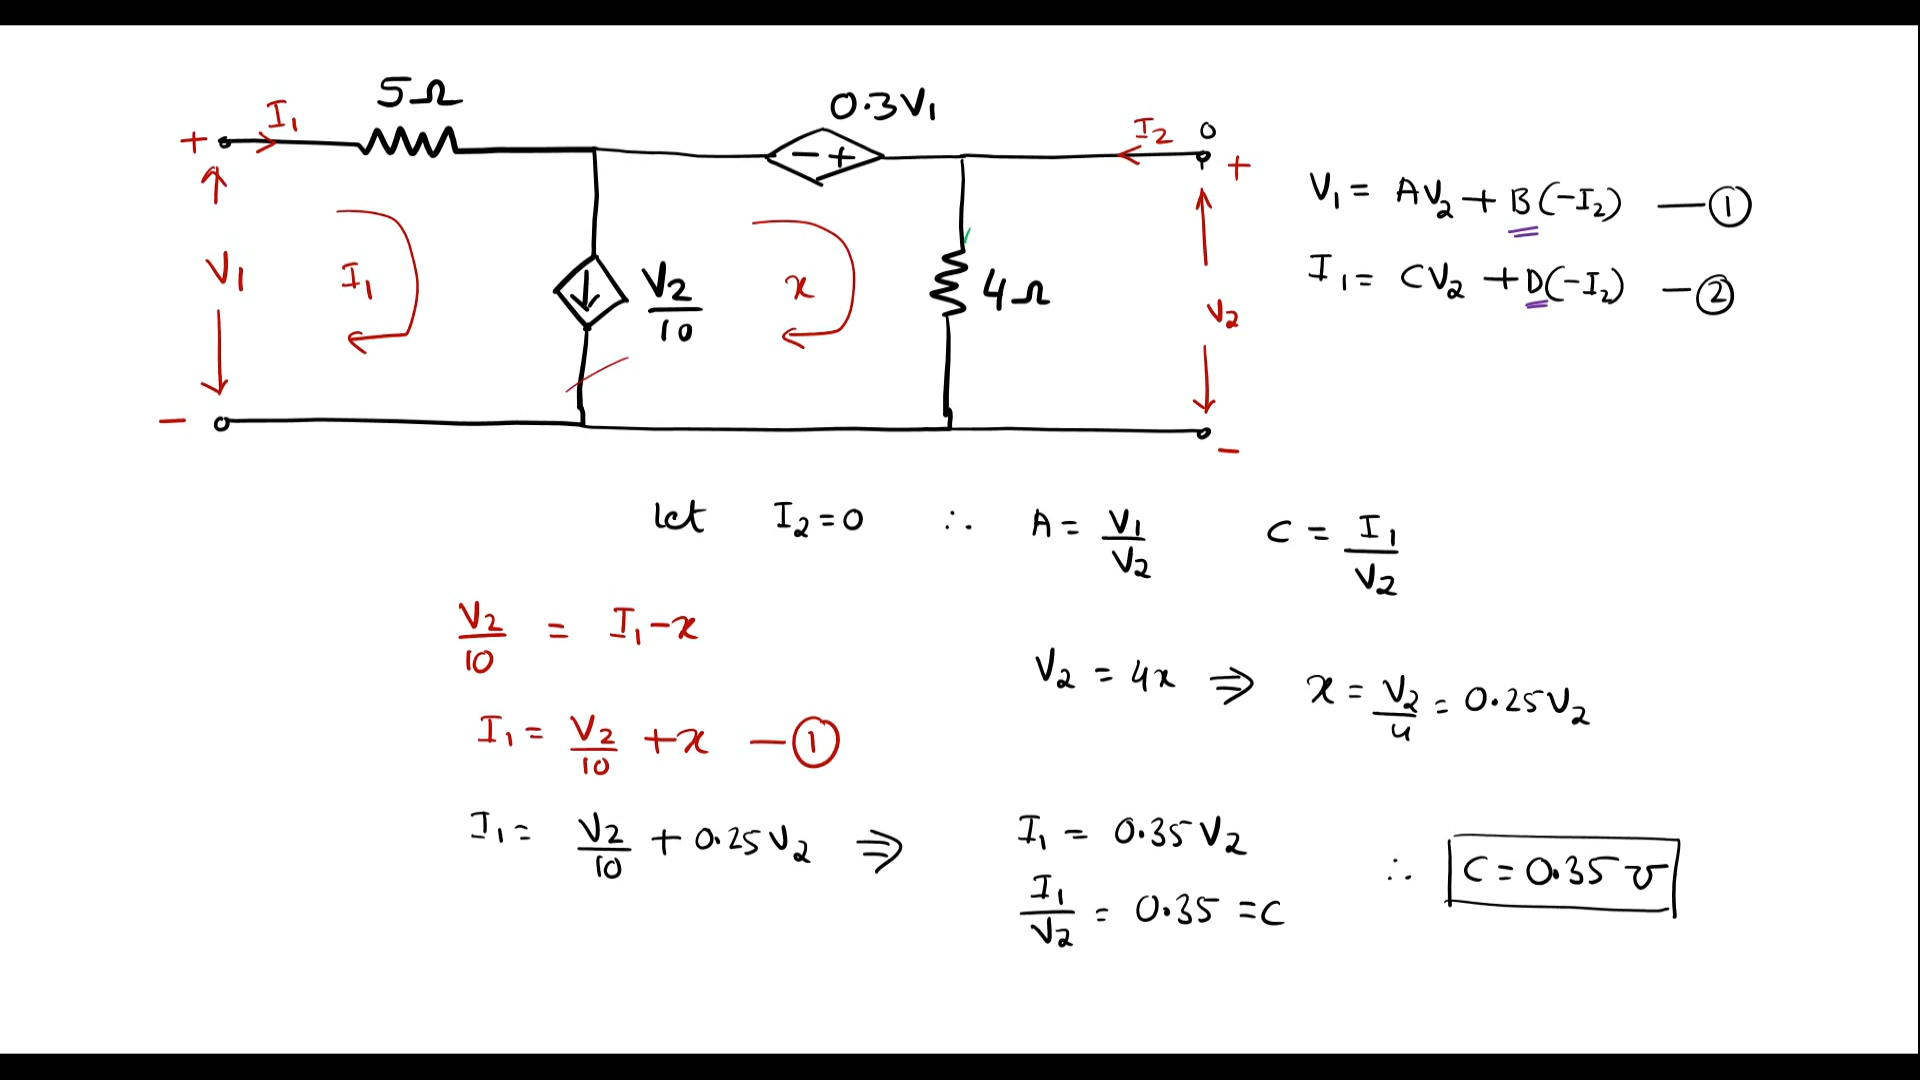 5Ω
0.3V₁
I₁
I₂
o
+
+
− +
V₁ = AV₂ + B(−I₂) — ①
V₁
I₁
V₂/10
x
4Ω
V₂
I₁ = CV₂ + D(−I₂) — ②
−
−
let I₂ = 0 ∴ A = V₁/V₂ C = I₁/V₂
V₂/10 = I₁ − x
V₂ = 4x ⇒ x = V₂/4 = 0.25V₂
I₁ = V₂/10 + x — ①
I₁ = V₂/10 + 0.25V₂ ⇒ I₁ = 0.35V₂
I₁/V₂ = 0.35 = C
∴ C = 0.35 ℧